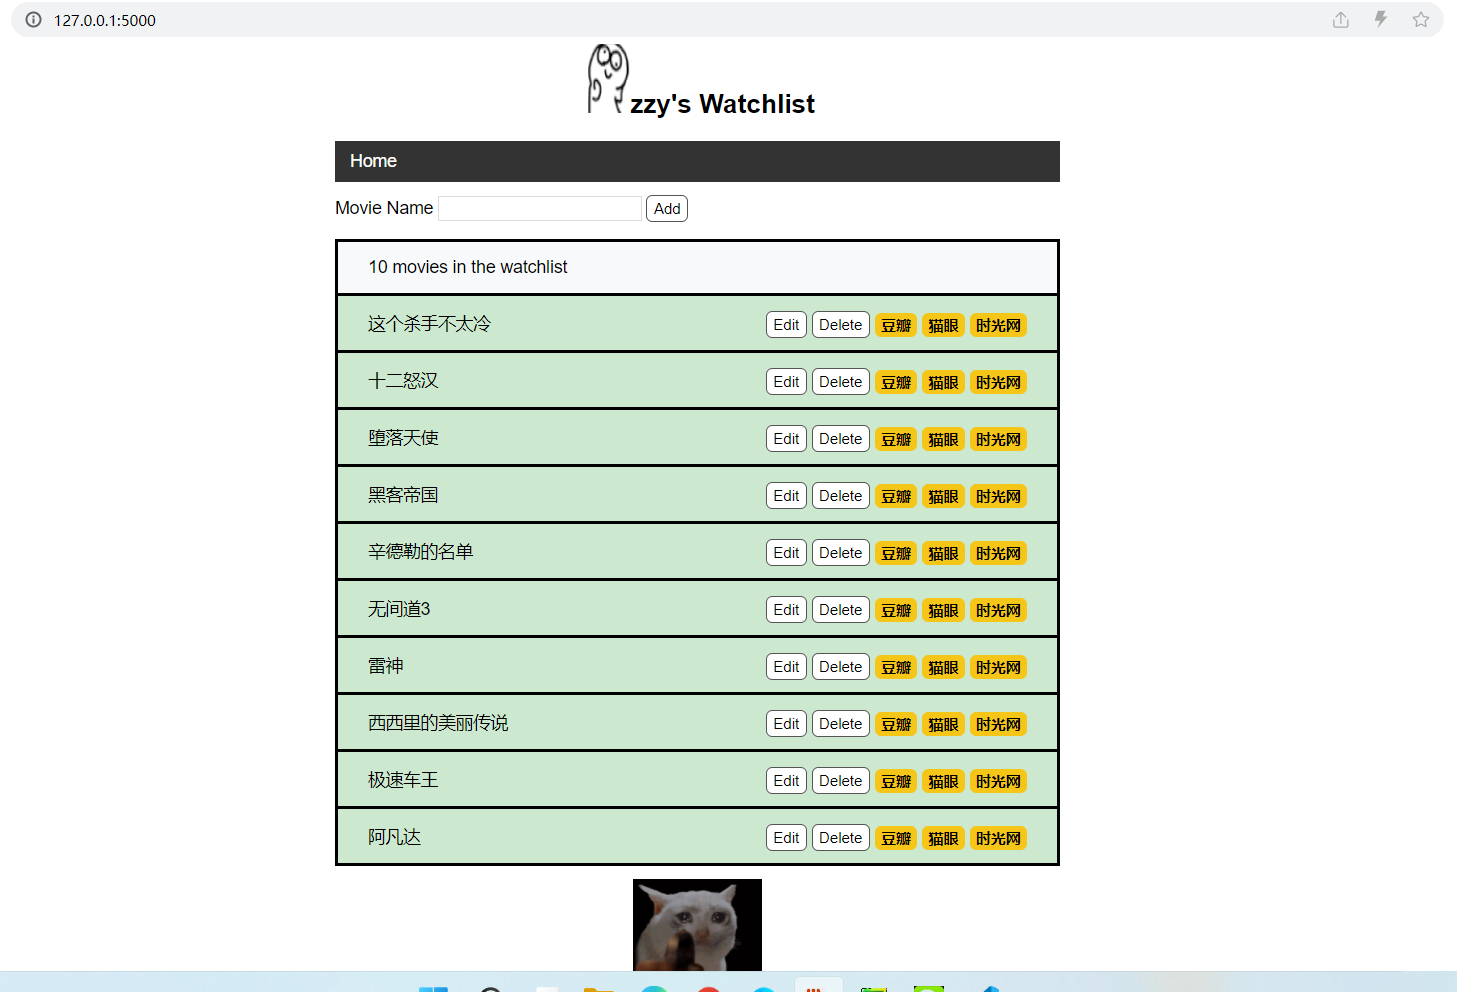 127.0.0.1:5000
zzy's Watchlist
Home
Movie Name Add
10 movies in the watchlist
这个杀手不太冷 Edit Delete 豆瓣 猫眼 时光网
十二怒汉 Edit Delete 豆瓣 猫眼 时光网
堕落天使 Edit Delete 豆瓣 猫眼 时光网
黑客帝国 Edit Delete 豆瓣 猫眼 时光网
辛德勒的名单 Edit Delete 豆瓣 猫眼 时光网
无间道3 Edit Delete 豆瓣 猫眼 时光网
雷神 Edit Delete 豆瓣 猫眼 时光网
西西里的美丽传说 Edit Delete 豆瓣 猫眼 时光网
极速车王 Edit Delete 豆瓣 猫眼 时光网
阿凡达 Edit Delete 豆瓣 猫眼 时光网